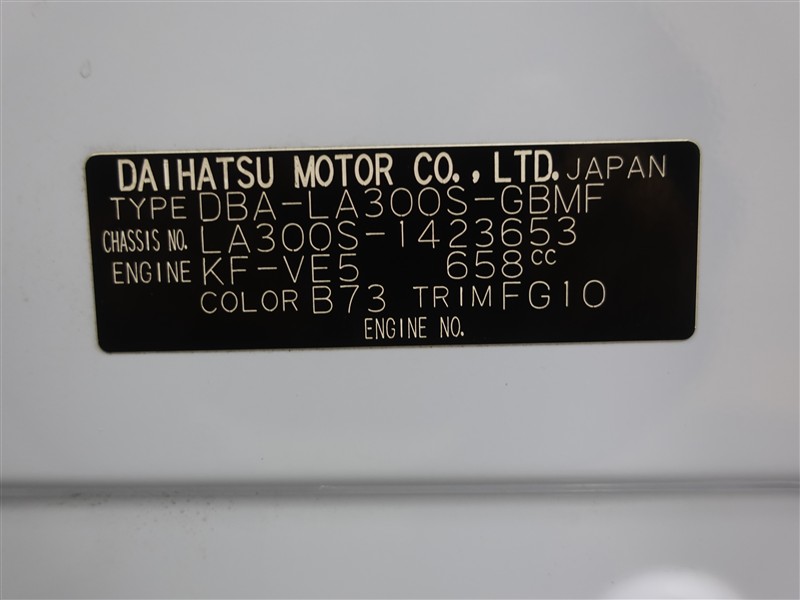 DAIHATSU MOTOR CO., LTD. JAPAN
TYPE DBA-LA300S-GBMF
CHASSIS NO. LA300S-1423653
ENGINE KF-VE5 658cc
COLOR B73 TRIM FG10
ENGINE NO.